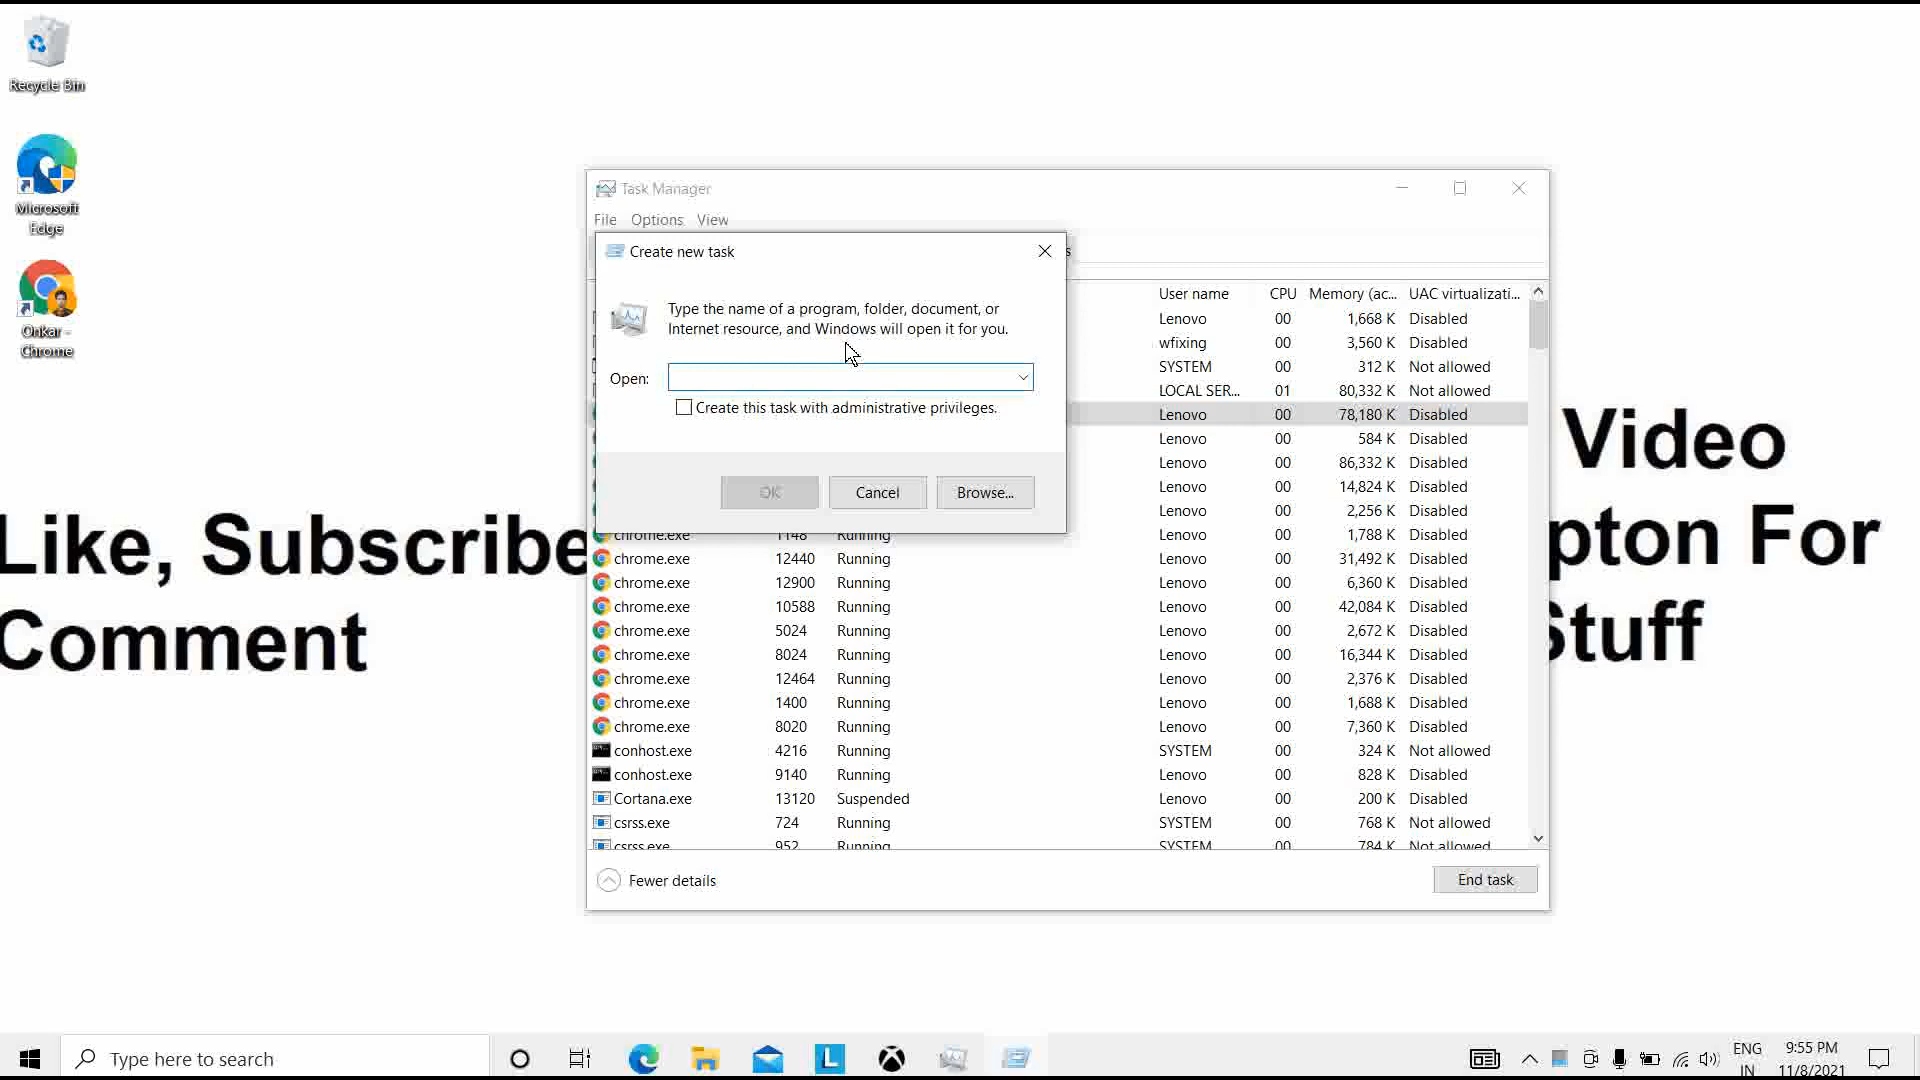 Recycle Bin
Microsoft
Edge
Onkar -
Chrome
Like, Subscribe
Comment
Video
pton For
Stuff
Task Manager
File Options View
Create new task
s
Type the name of a program, folder, document, or
Internet resource, and Windows will open it for you.
Open:
Create this task with administrative privileges.
OK Cancel Browse...
User name CPU Memory (ac... UAC virtualizati...
Lenovo 00 1,668 K Disabled
wfixing 00 3,560 K Disabled
SYSTEM 00 312 K Not allowed
LOCAL SER... 01 80,332 K Not allowed
Lenovo 00 78,180 K Disabled
Lenovo 00 584 K Disabled
Lenovo 00 86,332 K Disabled
Lenovo 00 14,824 K Disabled
Lenovo 00 2,256 K Disabled
chrome.exe 1148 Running Lenovo 00 1,788 K Disabled
chrome.exe 12440 Running Lenovo 00 31,492 K Disabled
chrome.exe 12900 Running Lenovo 00 6,360 K Disabled
chrome.exe 10588 Running Lenovo 00 42,084 K Disabled
chrome.exe 5024 Running Lenovo 00 2,672 K Disabled
chrome.exe 8024 Running Lenovo 00 16,344 K Disabled
chrome.exe 12464 Running Lenovo 00 2,376 K Disabled
chrome.exe 1400 Running Lenovo 00 1,688 K Disabled
chrome.exe 8020 Running Lenovo 00 7,360 K Disabled
conhost.exe 4216 Running SYSTEM 00 324 K Not allowed
conhost.exe 9140 Running Lenovo 00 828 K Disabled
Cortana.exe 13120 Suspended Lenovo 00 200 K Disabled
csrss.exe 724 Running SYSTEM 00 768 K Not allowed
csrss.exe 952 Running SYSTEM 00 784 K Not allowed
Fewer details
End task
Type here to search
L
ENG
IN
9:55 PM
11/8/2021